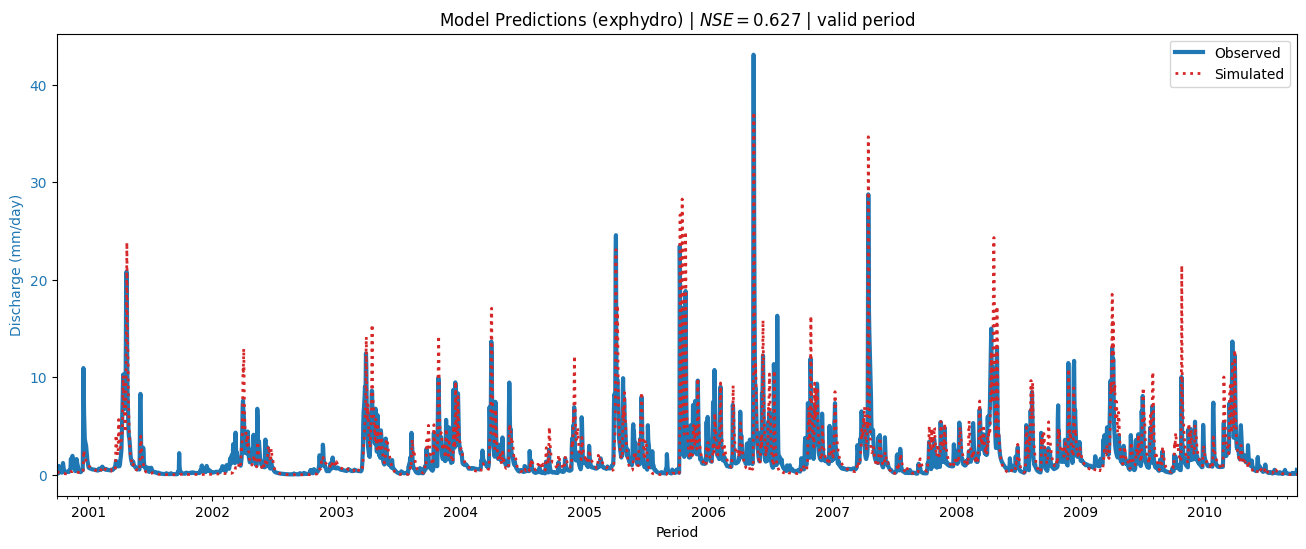 Model Predictions (exphydro) | NSE = 0.627 | valid period
Observed
Simulated
Discharge (mm/day)
40
30
20
10
0
2001 2002 2003 2004 2005 2006 2007 2008 2009 2010
Period